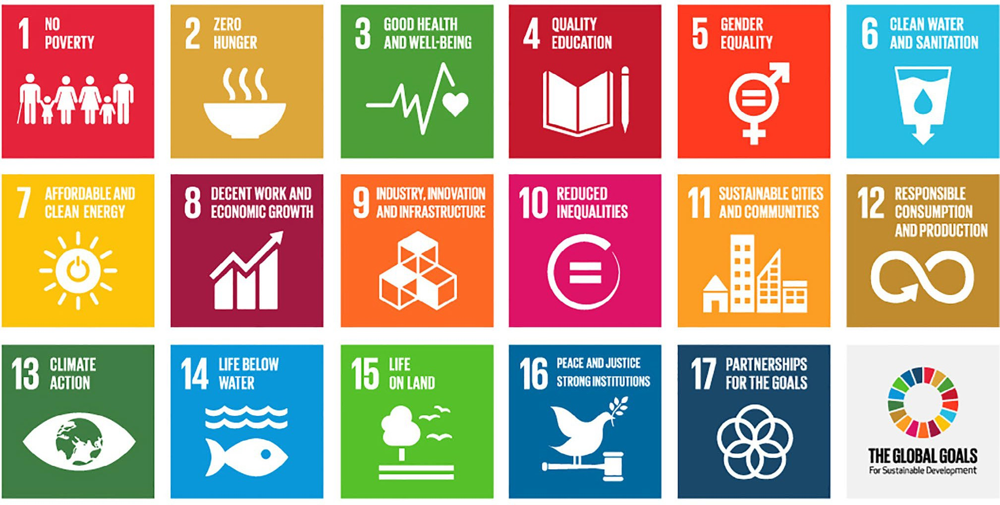 1 NO
POVERTY
2 ZERO
HUNGER
3 GOOD HEALTH
AND WELL-BEING
4 QUALITY
EDUCATION
5 GENDER
EQUALITY
6 CLEAN WATER
AND SANITATION
7 AFFORDABLE AND
CLEAN ENERGY
8 DECENT WORK AND
ECONOMIC GROWTH
9 INDUSTRY, INNOVATION
AND INFRASTRUCTURE
10 REDUCED
INEQUALITIES
11 SUSTAINABLE CITIES
AND COMMUNITIES
12 RESPONSIBLE
CONSUMPTION
AND PRODUCTION
13 CLIMATE
ACTION
14 LIFE BELOW
WATER
15 LIFE
ON LAND
16 PEACE AND JUSTICE
STRONG INSTITUTIONS
17 PARTNERSHIPS
FOR THE GOALS
THE GLOBAL GOALS
For Sustainable Development